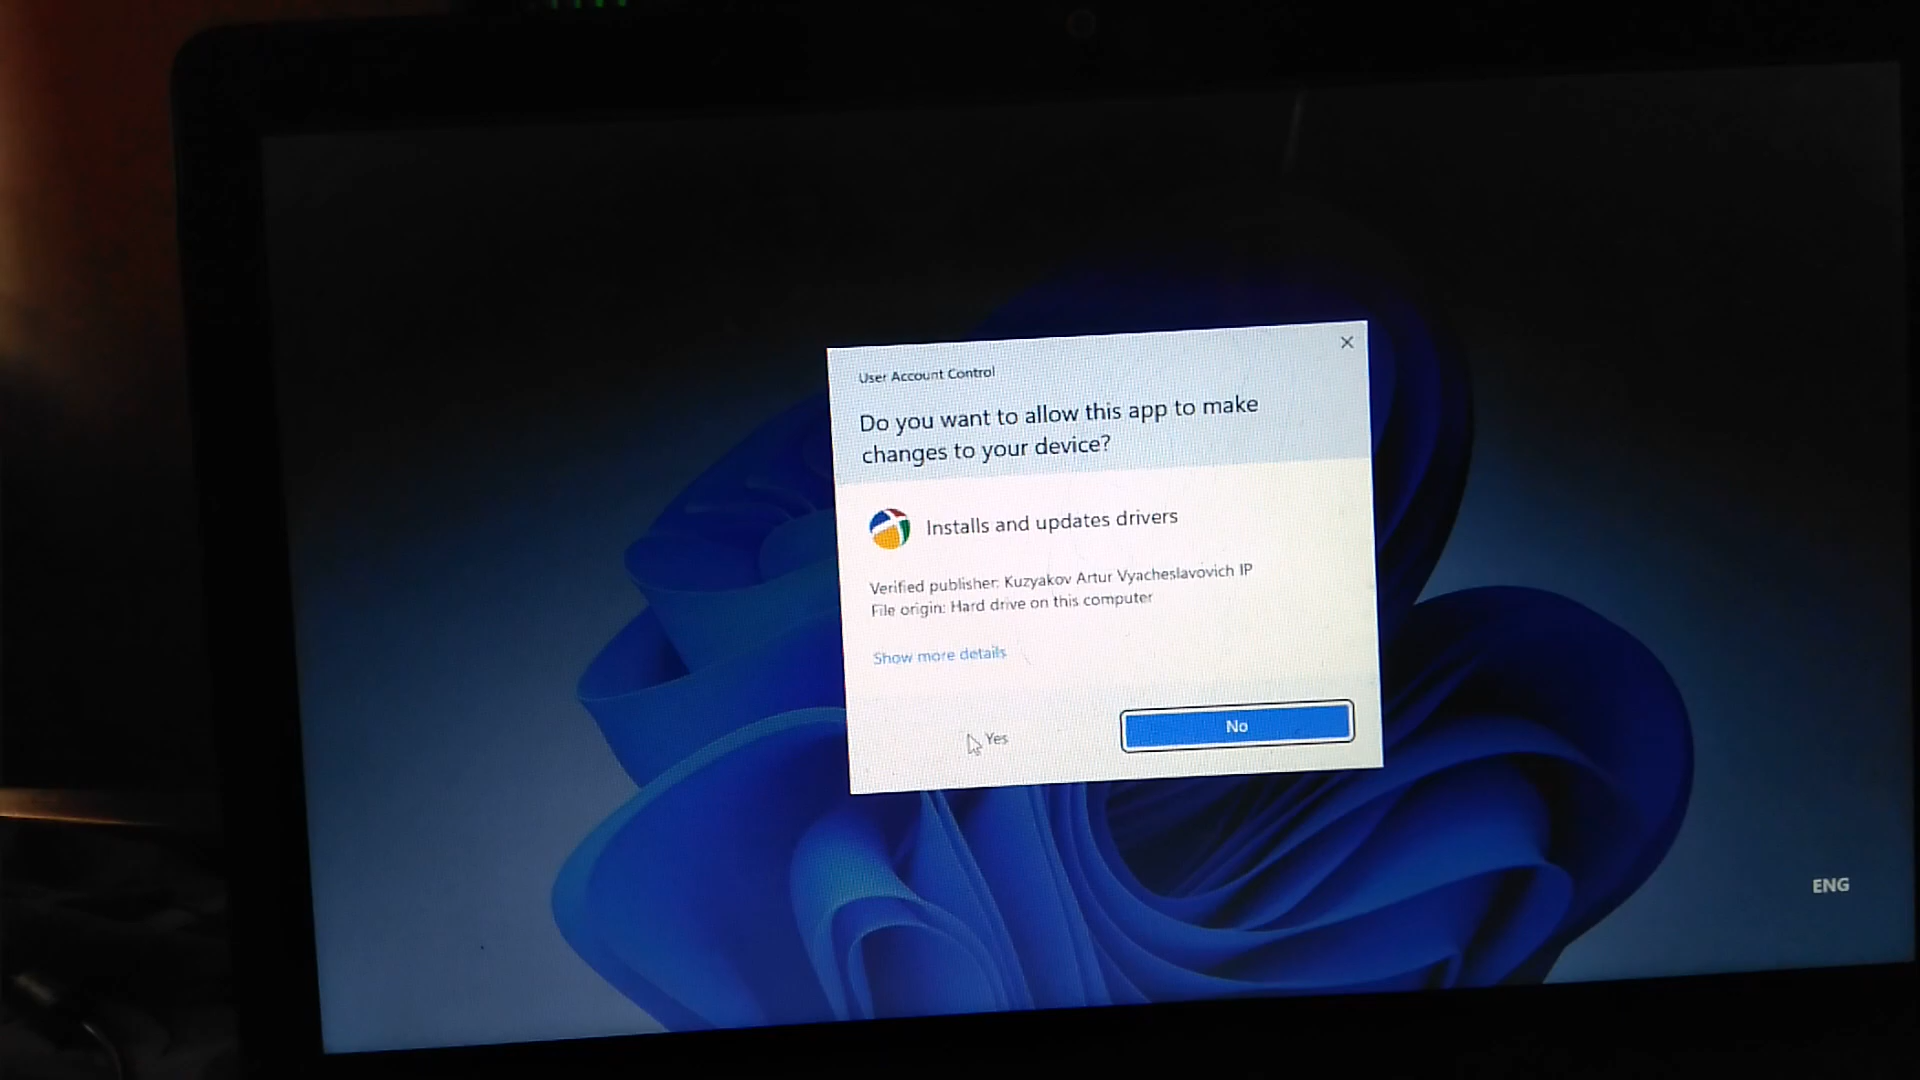 User Account Control
Do you want to allow this app to make
changes to your device?
Installs and updates drivers
Verified publisher: Kuzyakov Artur Vyacheslavovich IP
File origin: Hard drive on this computer
Show more details
Yes
No
ENG